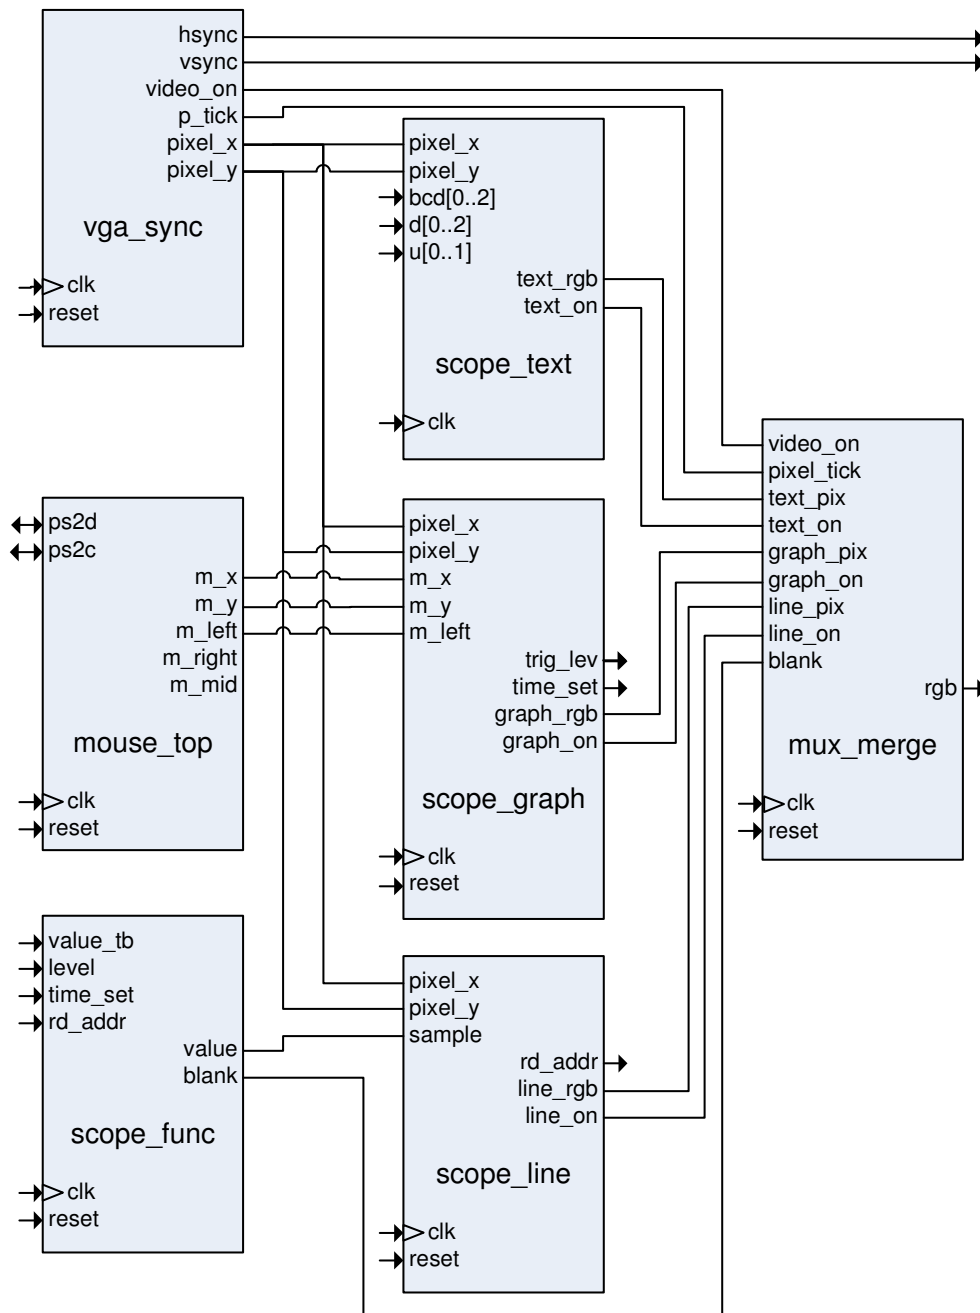 hsync
vsync
video_on
p_tick
pixel_x
pixel_y
vga_sync
clk
reset
pixel_x
pixel_y
bcd[0..2]
d[0..2]
u[0..1]
text_rgb
text_on
scope_text
clk
ps2d
ps2c
m_x
m_y
m_left
m_right
m_mid
mouse_top
clk
reset
pixel_x
pixel_y
m_x
m_y
m_left
trig_lev
time_set
graph_rgb
graph_on
scope_graph
clk
reset
video_on
pixel_tick
text_pix
text_on
graph_pix
graph_on
line_pix
line_on
blank
rgb
mux_merge
clk
reset
value_tb
level
time_set
rd_addr
value
blank
scope_func
clk
reset
pixel_x
pixel_y
sample
rd_addr
line_rgb
line_on
scope_line
clk
reset